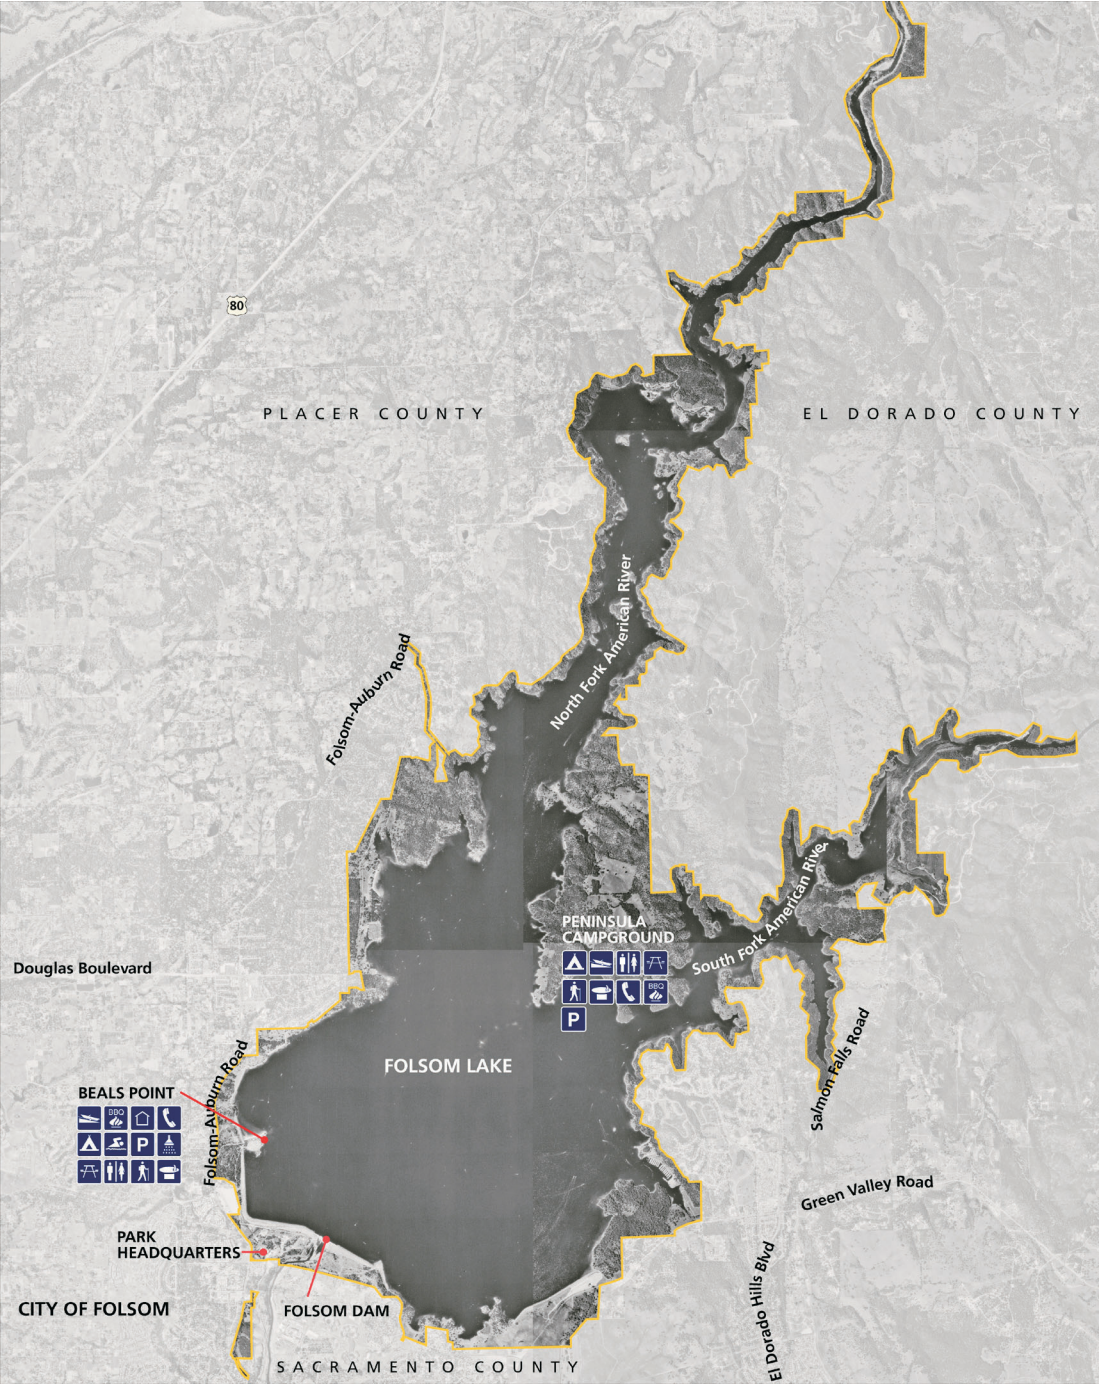 80
PLACER COUNTY
EL DORADO COUNTY
North Fork American River
Folsom-Auburn Road
South Fork American River
PENINSULA
CAMPGROUND
BBQ
P
Douglas Boulevard
FOLSOM LAKE
Salmon Falls Road
Folsom-Auburn Road
BEALS POINT
BBQ
P
Green Valley Road
PARK
HEADQUARTERS
El Dorado Hills Blvd
CITY OF FOLSOM
FOLSOM DAM
SACRAMENTO COUNTY